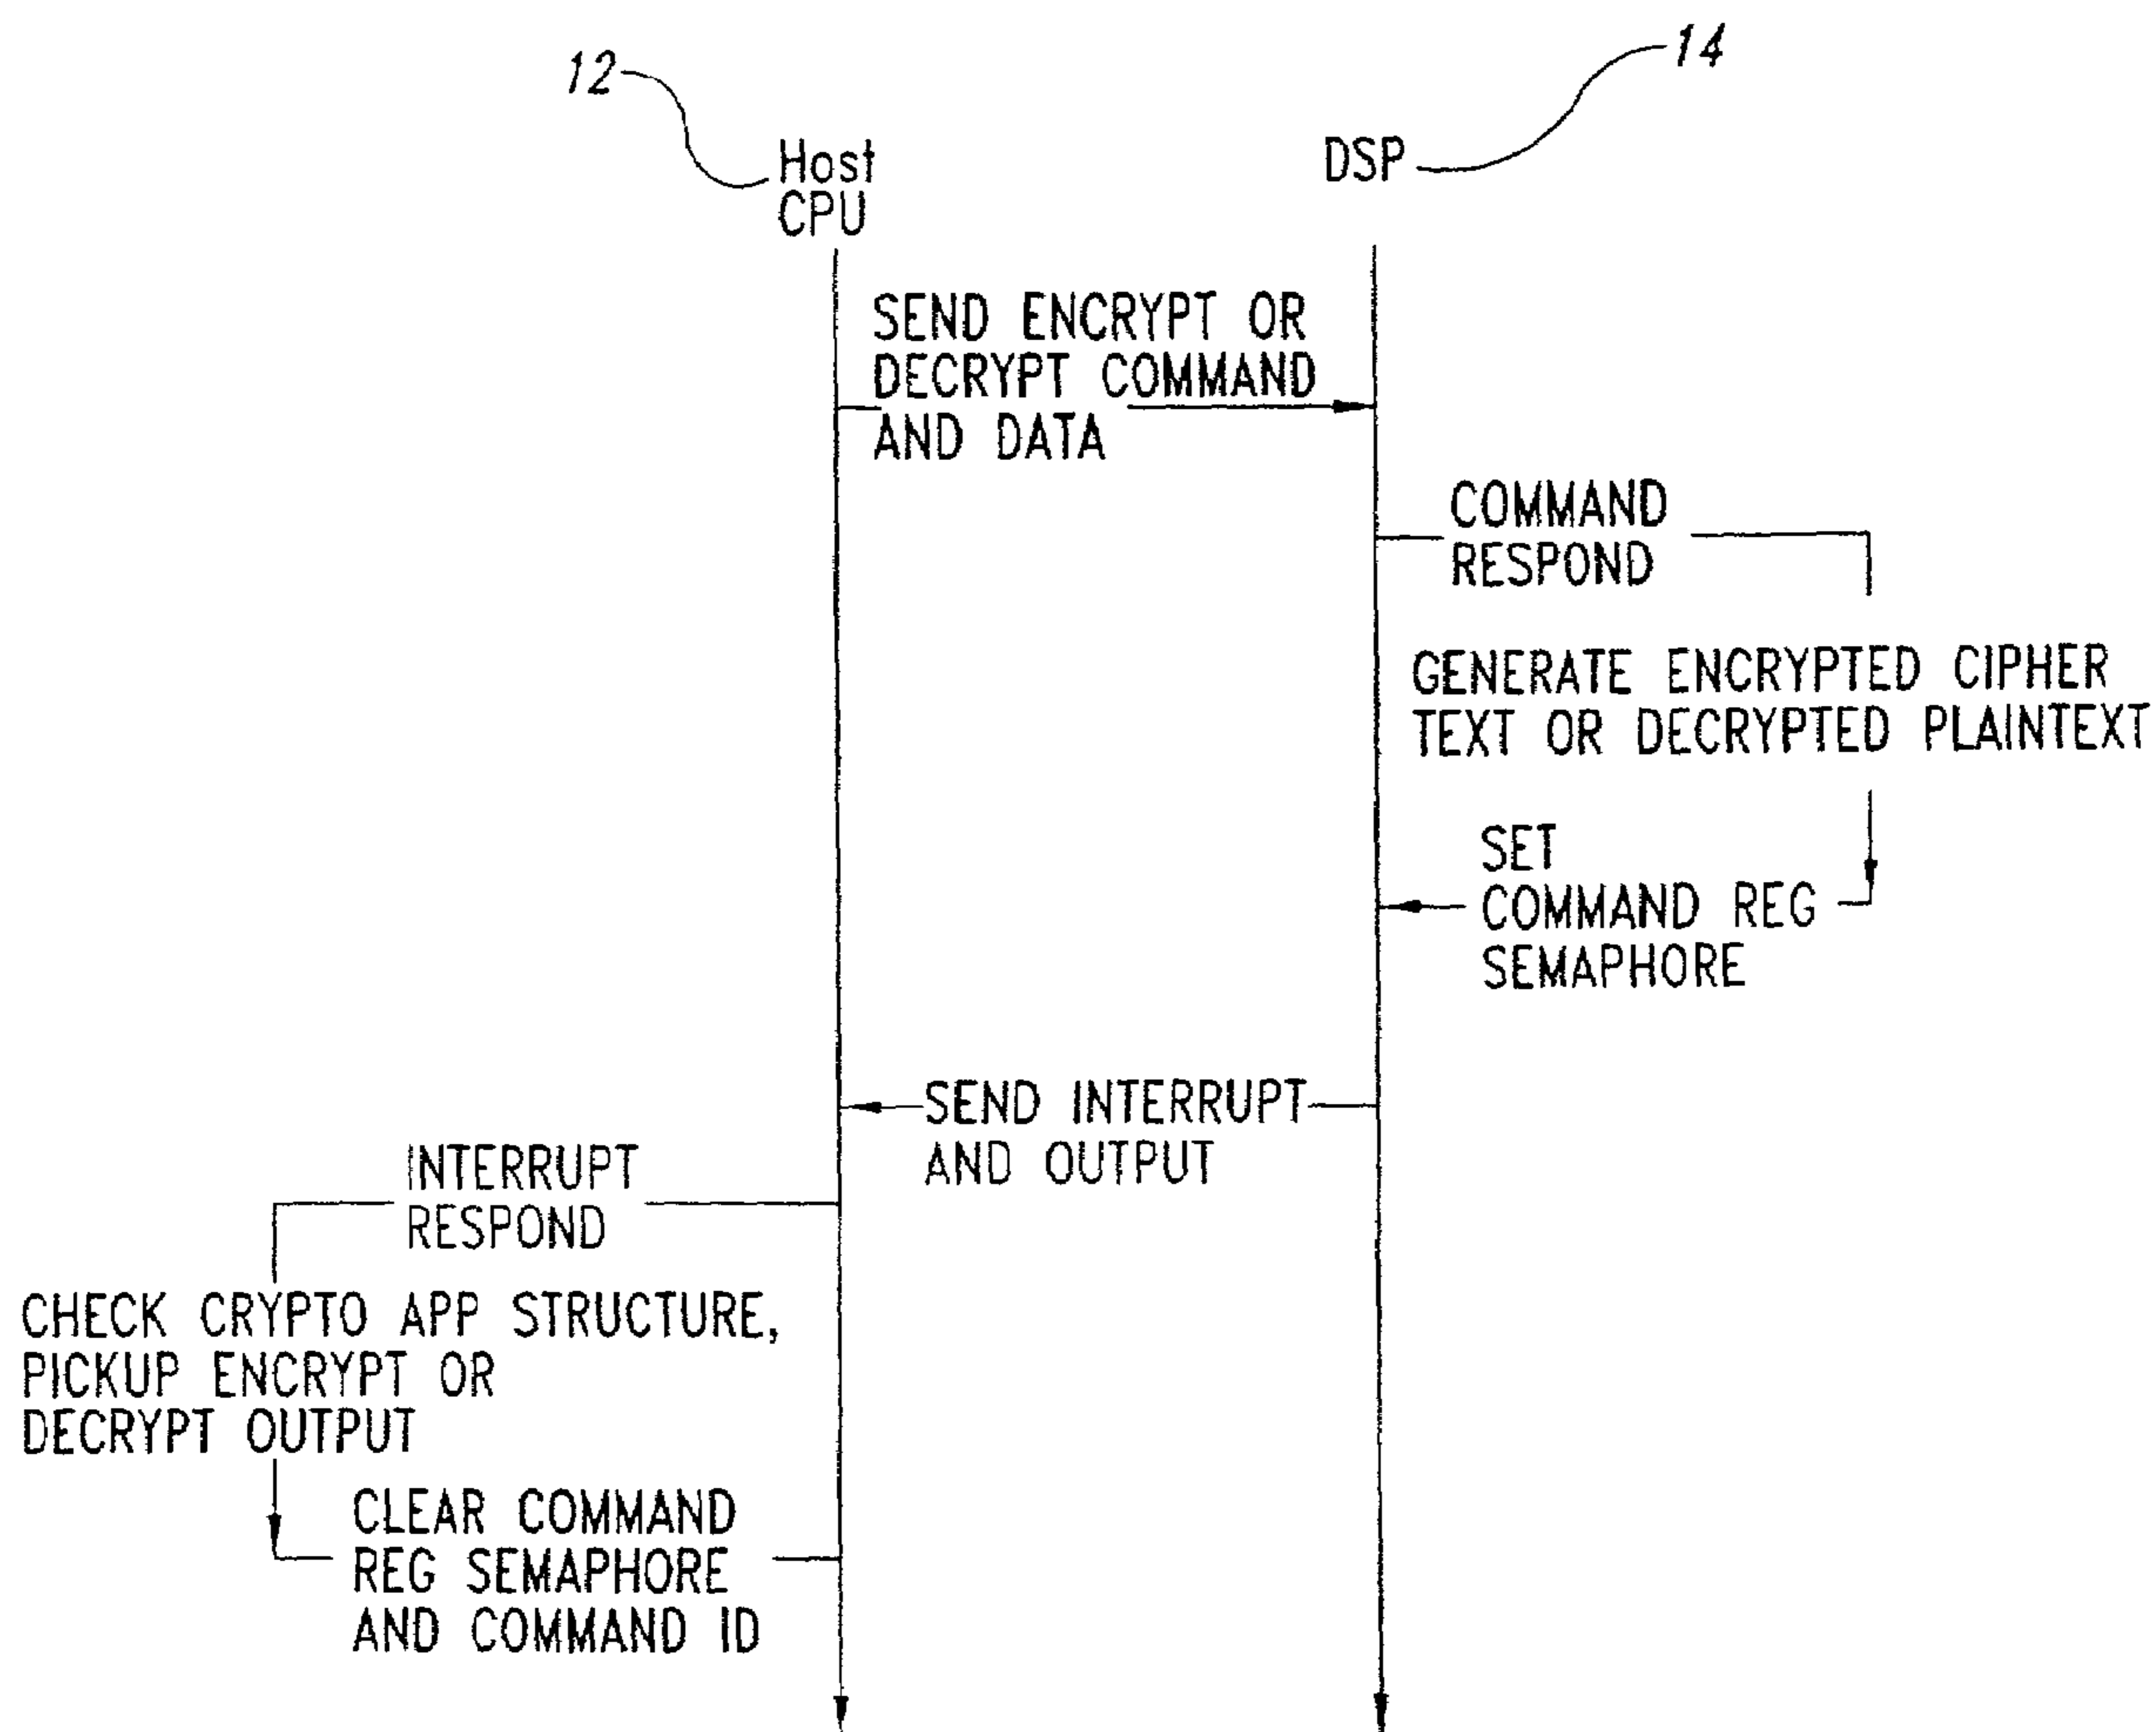 12
14
Host
CPU
DSP
SEND ENCRYPT OR
DECRYPT COMMAND
AND DATA
COMMAND
RESPOND
GENERATE ENCRYPTED CIPHER
TEXT OR DECRYPTED PLAINTEXT
SET
COMMAND REG
SEMAPHORE
SEND INTERRUPT
AND OUTPUT
INTERRUPT
RESPOND
CHECK CRYPTO APP STRUCTURE,
PICKUP ENCRYPT OR
DECRYPT OUTPUT
CLEAR COMMAND
REG SEMAPHORE
AND COMMAND ID